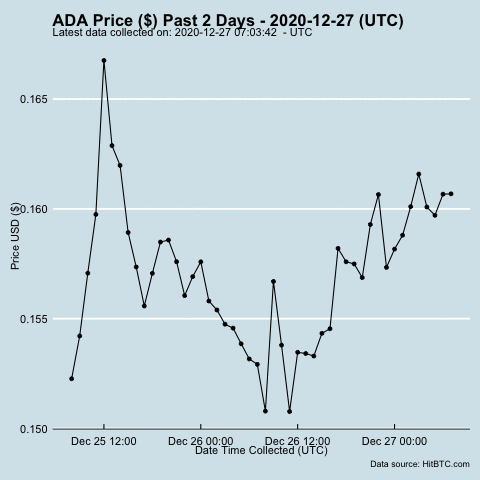 ADA Price ($) Past 2 Days - 2020-12-27 (UTC)
Latest data collected on: 2020-12-27 07:03:42 - UTC
0.165
0.160
0.155
0.150
Price USD ($)
Dec 25 12:00 Dec 26 00:00 Dec 26 12:00 Dec 27 00:00
Date Time Collected (UTC)
Data source: HitBTC.com